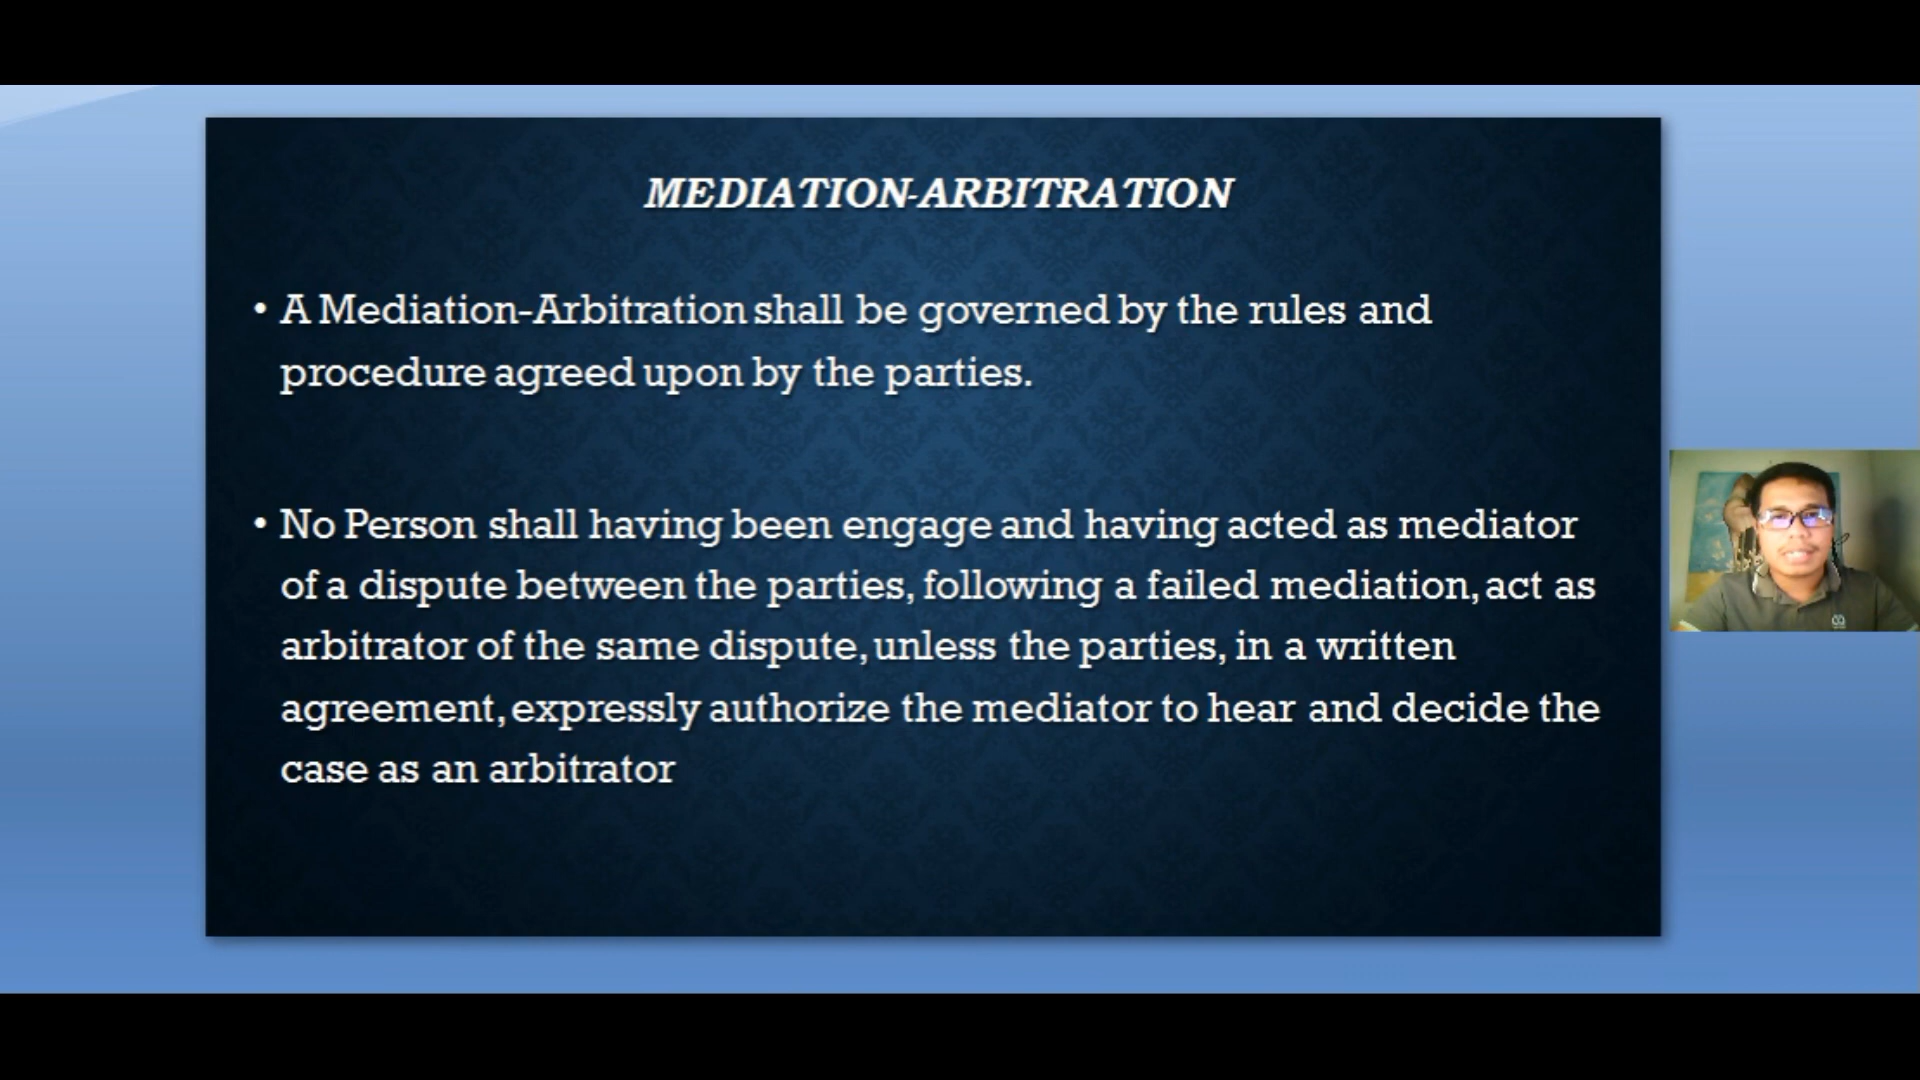 MEDIATION-ARBITRATION
• A Mediation-Arbitration shall be governed by the rules and
procedure agreed upon by the parties.
• No Person shall having been engage and having acted as mediator
of a dispute between the parties, following a failed mediation, act as
arbitrator of the same dispute, unless the parties, in a written
agreement, expressly authorize the mediator to hear and decide the
case as an arbitrator